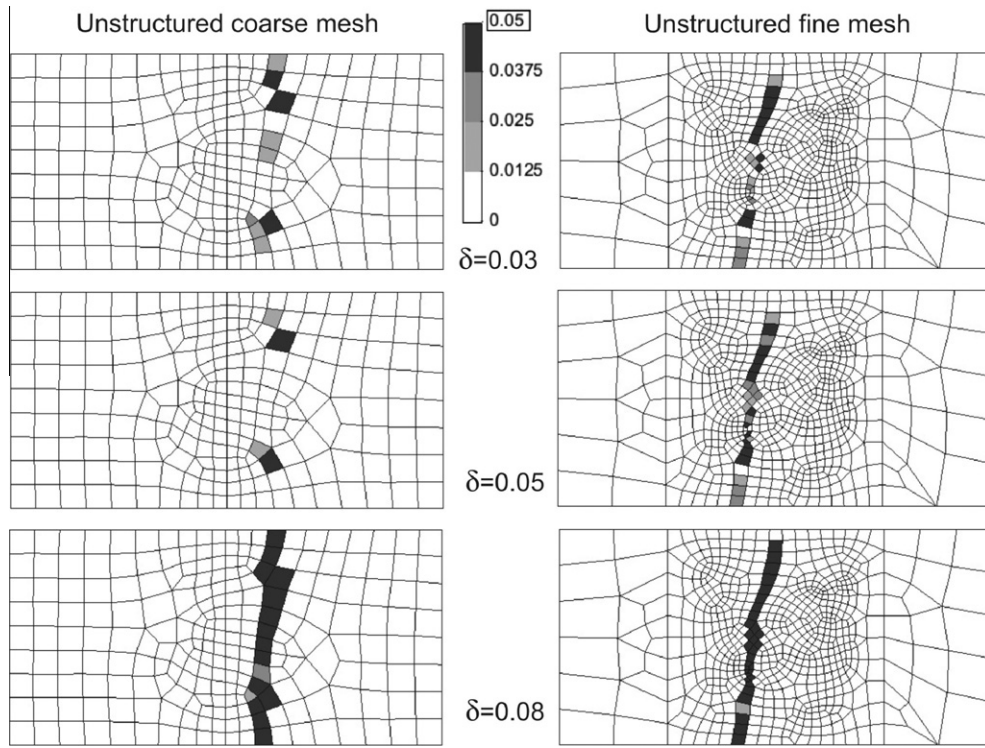 Unstructured coarse mesh
0.05
0.0375
0.025
0.0125
0
Unstructured fine mesh
δ=0.03
δ=0.05
δ=0.08